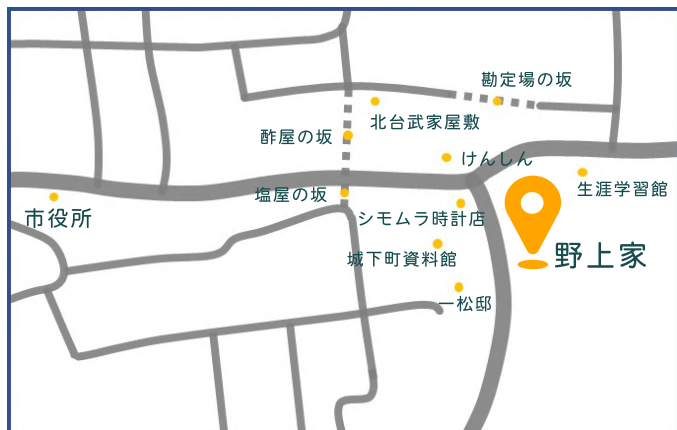 勘定場の坂
北台武家屋敷
酢屋の坂
けんしん
生涯学習館
塩屋の坂
市役所
シモムラ時計店
野上家
城下町資料館
一松邸